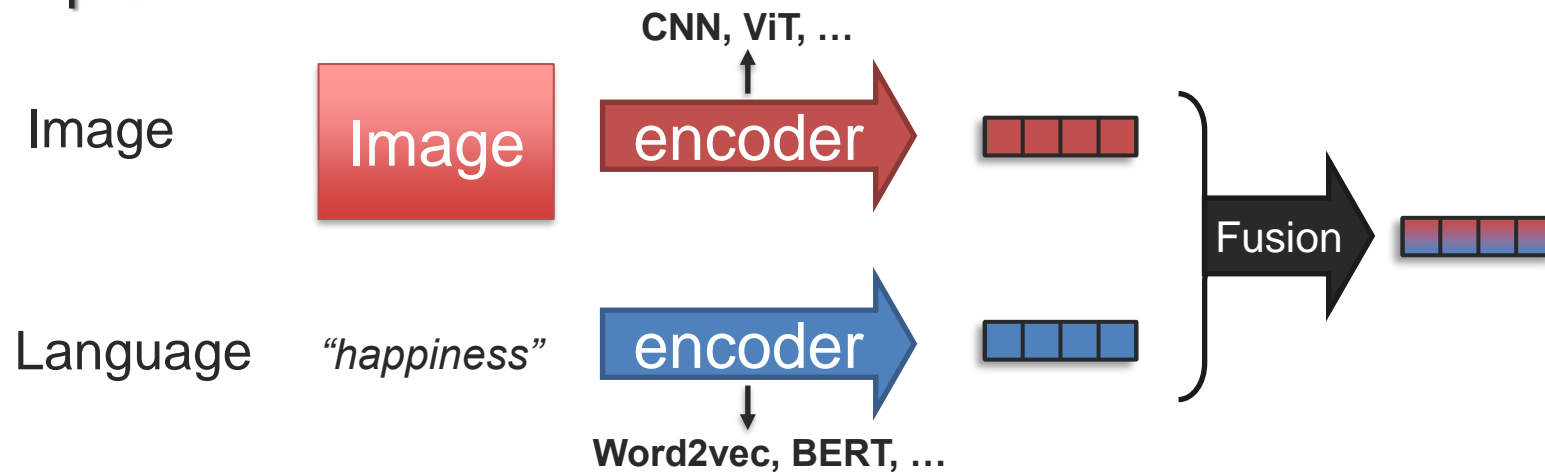 CNN, ViT, …
Image
Image
encoder
Fusion
Language
“happiness”
encoder
Word2vec, BERT, …